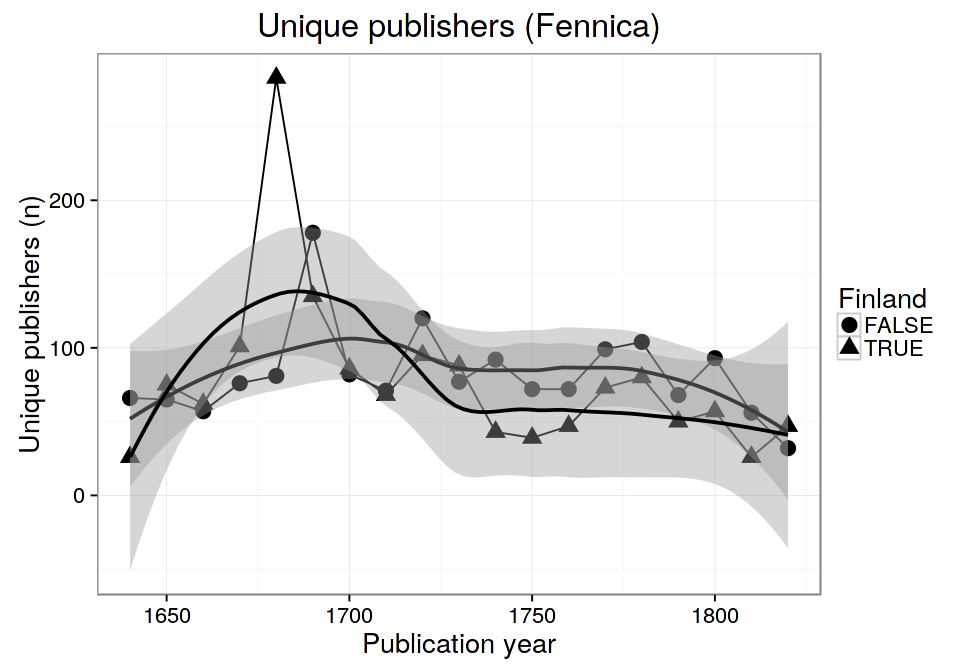 Unique publishers (Fennica)
Unique publishers (n)
200
100
0
1650
1700
1750
1800
Publication year
Finland
FALSE
TRUE